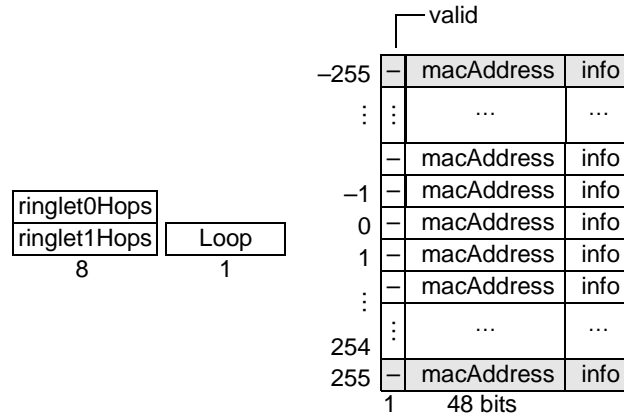 valid
–255 – macAddress info
⋮ ⋮ ... ...
– macAddress info
–1 – macAddress info
0 – macAddress info
1 – macAddress info
⋮ – macAddress info
⋮ ... ...
254
255 – macAddress info
1 48 bits
ringlet0Hops
ringlet1Hops Loop
8 1